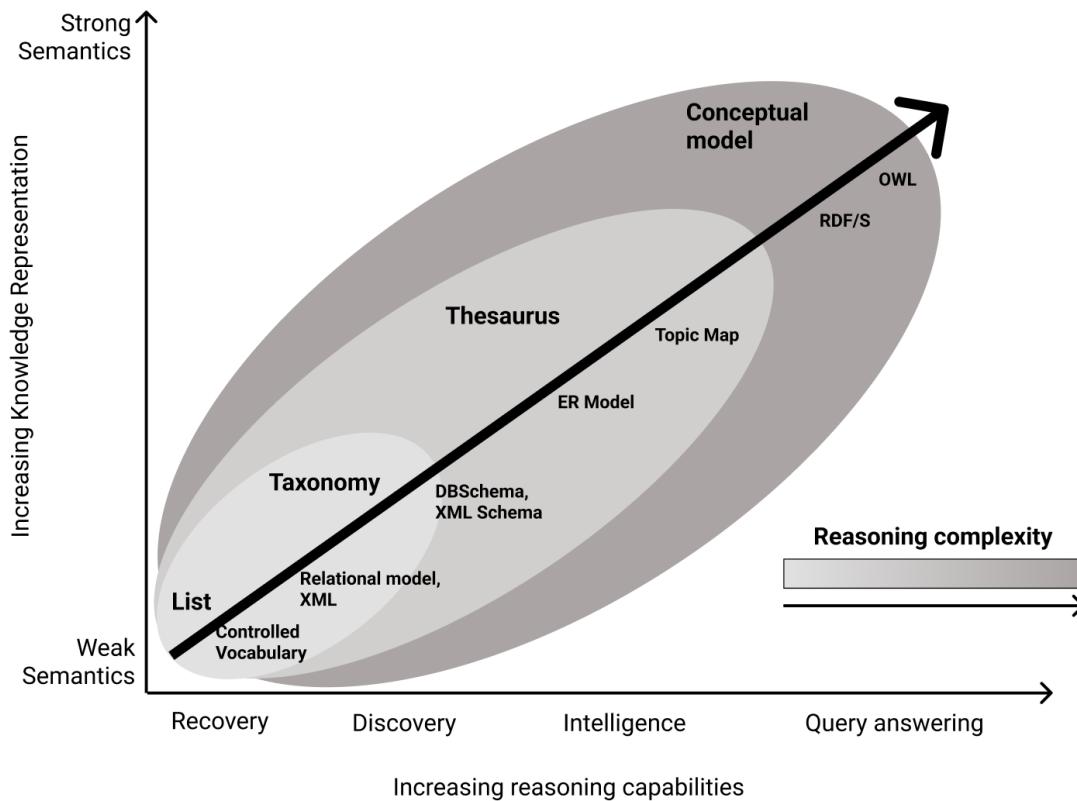 Strong
Semantics
Increasing Knowledge Representation
Conceptual
model
OWL
RDF/S
Thesaurus
Topic Map
ER Model
Taxonomy
DBSchema,
XML Schema
Reasoning complexity
Relational model,
XML
List
Controlled
Vocabulary
Weak
Semantics
Recovery
Discovery
Intelligence
Query answering
Increasing reasoning capabilities